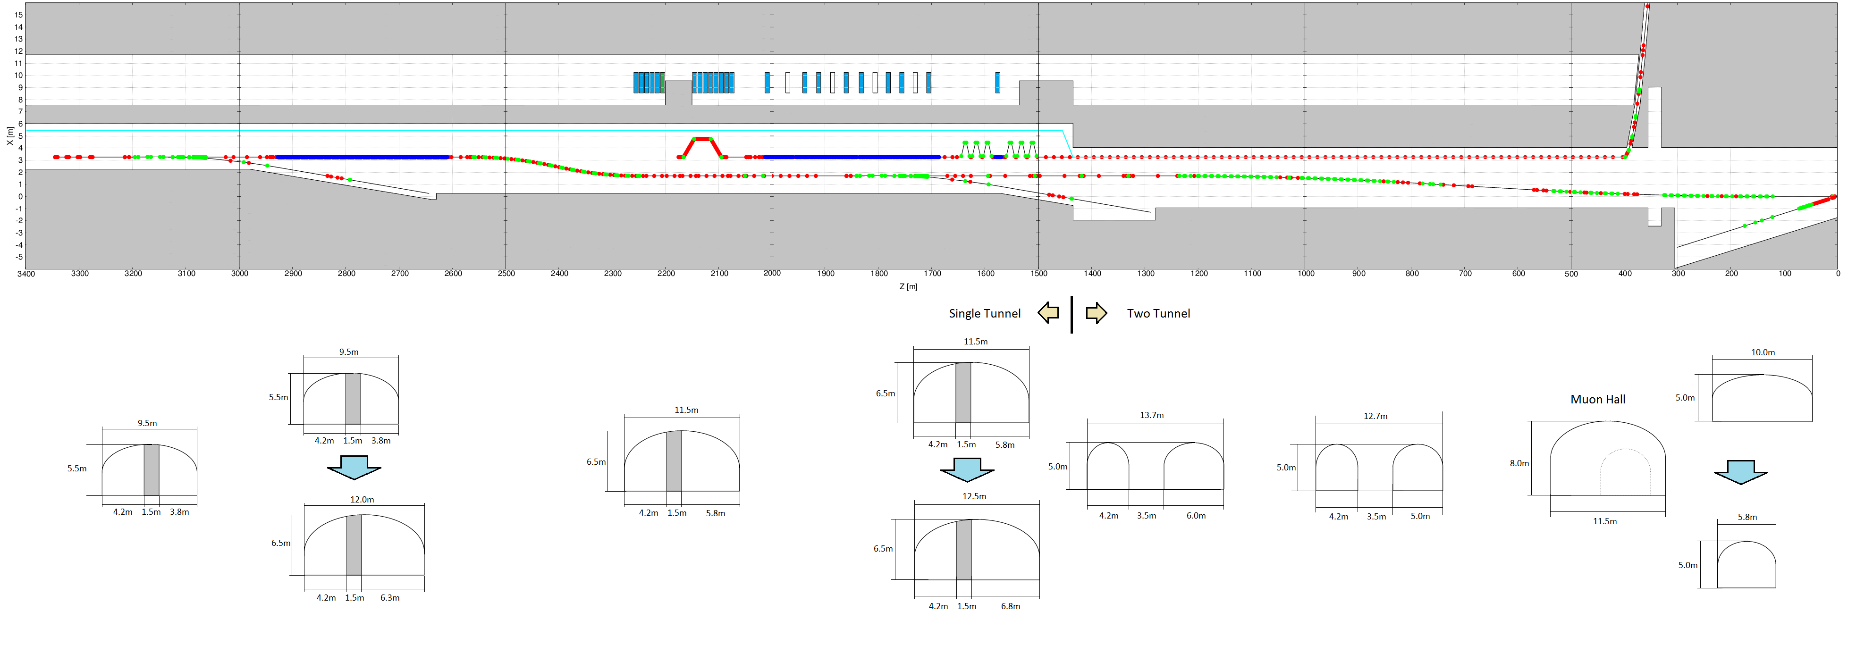 15
14
13
12
11
10
9
8
7
6
5
4
3
2
1
0
-1
-2
-3
-4
-5
X [m]
3400 3300 3200 3100 3000 2900 2800 2700 2600 2500 2400 2300 2200 2100 2000 1900 1800 1700 1600 1500 1400 1300 1200 1100 1000 900 800 700 600 500 400 300 200 100 0
Z [m]
Single Tunnel Two Tunnel
9.5m
5.5m
4.2m 1.5m 3.8m
9.5m
5.5m
4.2m 1.5m 3.8m
12.0m
6.5m
4.2m 1.5m 6.3m
11.5m
6.5m
4.2m 1.5m 5.8m
11.5m
6.5m
4.2m 1.5m 5.8m
12.5m
6.5m
4.2m 1.5m 6.8m
13.7m
5.0m
4.2m 3.5m 6.0m
12.7m
5.0m
4.2m 3.5m 5.0m
Muon Hall
8.0m
11.5m
10.0m
5.0m
5.8m
5.0m